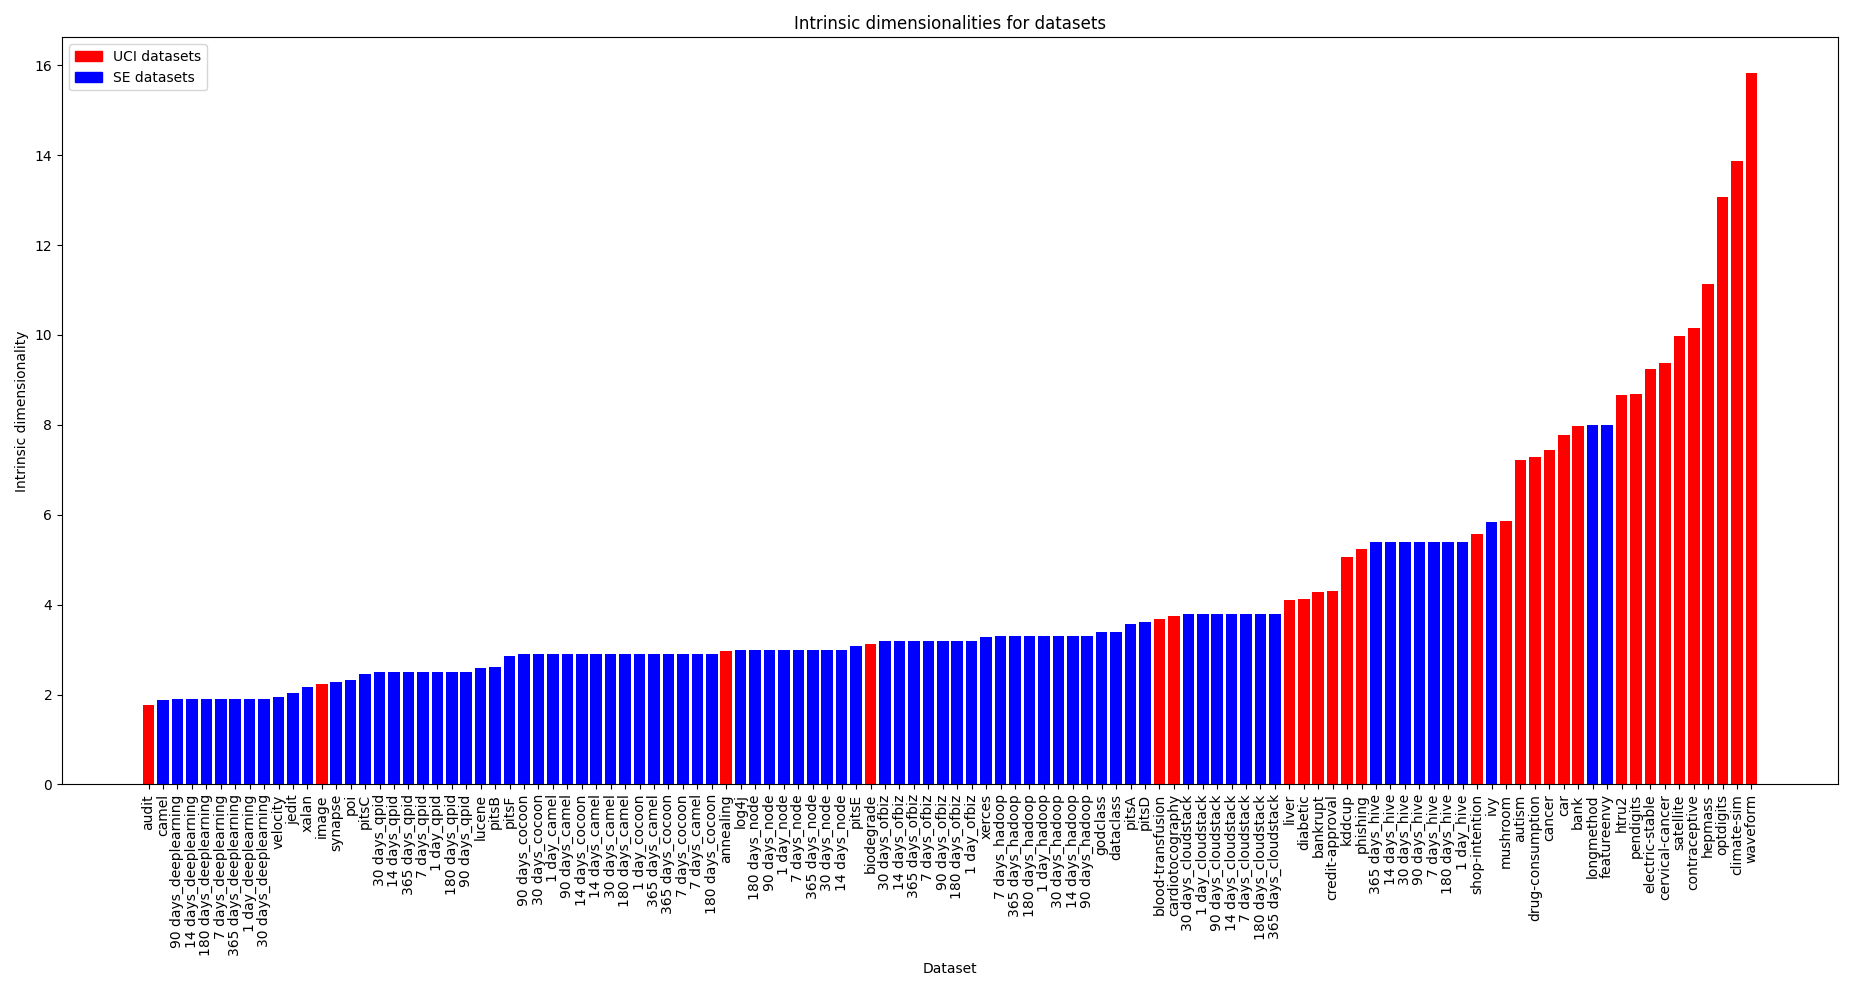 Intrinsic dimensionalities for datasets
UCI datasets
SE datasets
16
14
12
10
8
6
4
2
0
Intrinsic dimensionality
audit
camel
90 days_deeplearning
14 days_deeplearning
180 days_deeplearning
7 days_deeplearning
365 days_deeplearning
1 day_deeplearning
30 days_deeplearning
velocity
jedit
xalan
image
synapse
poi
pitsC
30 days_qpid
14 days_qpid
365 days_qpid
7 days_qpid
1 day_qpid
180 days_qpid
90 days_qpid
lucene
pitsB
pitsF
90 days_cocoon
30 days_cocoon
1 day_camel
90 days_camel
14 days_cocoon
14 days_camel
30 days_camel
180 days_camel
1 day_cocoon
365 days_camel
365 days_cocoon
7 days_cocoon
7 days_camel
180 days_cocoon
annealing
log4j
180 days_node
90 days_node
1 day_node
7 days_node
365 days_node
30 days_node
14 days_node
pitsE
biodegrade
30 days_ofbiz
14 days_ofbiz
365 days_ofbiz
7 days_ofbiz
90 days_ofbiz
180 days_ofbiz
1 day_ofbiz
xerces
7 days_hadoop
365 days_hadoop
180 days_hadoop
1 day_hadoop
30 days_hadoop
14 days_hadoop
90 days_hadoop
godclass
dataclass
pitsA
pitsD
blood-transfusion
cardiotocography
30 days_cloudstack
1 day_cloudstack
90 days_cloudstack
14 days_cloudstack
7 days_cloudstack
180 days_cloudstack
365 days_cloudstack
liver
diabetic
bankrupt
credit-approval
kddcup
phishing
365 days_hive
14 days_hive
30 days_hive
90 days_hive
7 days_hive
180 days_hive
1 day_hive
shop-intention
ivy
mushroom
autism
drug-consumption
cancer
car
bank
longmethod
featureenvy
htru2
pendigits
electric-stable
cervical-cancer
satellite
contraceptive
hepmass
optdigits
climate-sim
waveform
Dataset